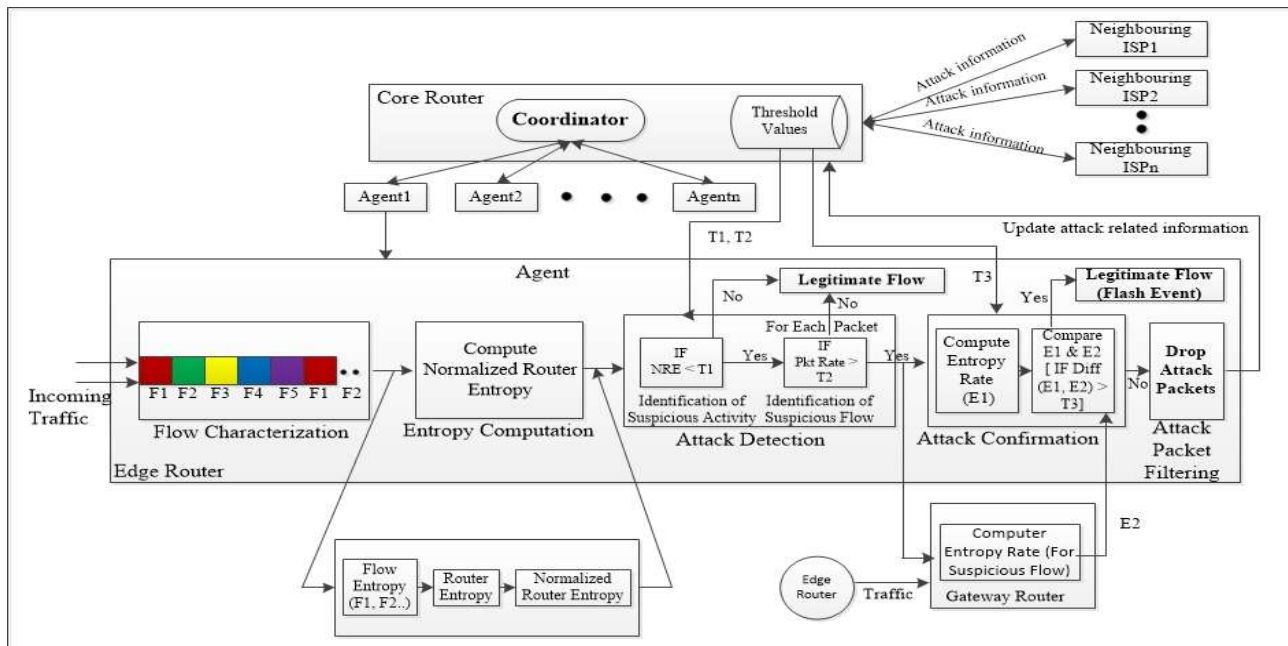 Neighbouring
ISP1
Attack information
Neighbouring
ISP2
Attack information
Neighbouring
ISPn
Attack information
Core Router
Coordinator
Threshold
Values
Agent1
Agent2
Agentn
T1, T2
T3
Update attack related information
Agent
Legitimate Flow
Legitimate Flow
(Flash Event)
No
No
Yes
For Each Packet
Incoming
Traffic
F1 F2 F3 F4 F5 F1 F2
Flow Characterization
Compute
Normalized Router
Entropy
Entropy Computation
IF
NRE < T1
Yes
IF
Pkt Rate >
T2
Yes
Identification of
Suspicious Activity
Identification of
Suspicious Flow
Attack Detection
Compute
Entropy
Rate
(E1)
Compare
E1 & E2
[ IF Diff
(E1, E2) >
T3]
No
Attack Confirmation
Drop
Attack
Packets
Attack
Packet
Filtering
Edge Router
Flow
Entropy
(F1, F2..)
Router
Entropy
Normalized
Router Entropy
Edge
Router
Traffic
Computer
Entropy Rate (For
Suspicious Flow)
Gateway Router
E2